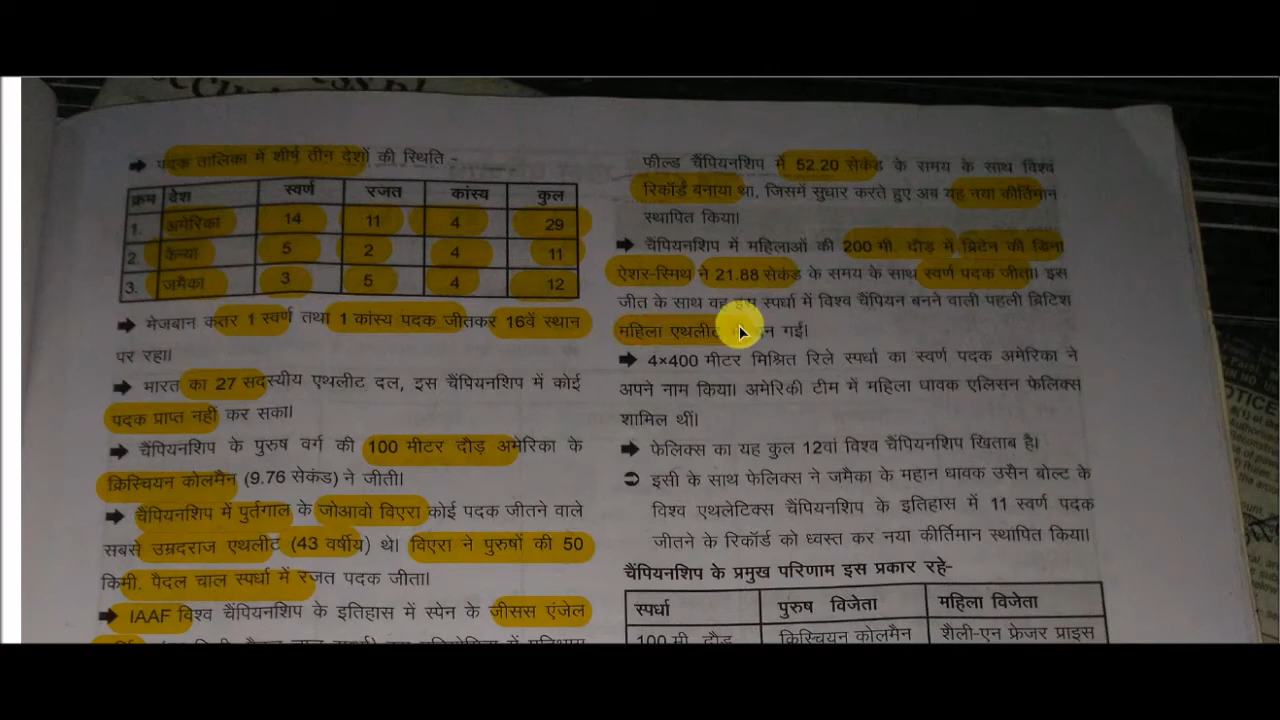 ➡ पदक तालिका में शीर्ष तीन देशों की स्थिति -
क्रम देश स्वर्ण रजत कांस्य कुल
1. अमेरिका 14 11 4 29
2. केन्या 5 2 4 11
3. जमैका 3 5 4 12
➡ मेजबान कतर 1 स्वर्ण तथा 1 कांस्य पदक जीतकर 16वें स्थान
पर रहा।
➡ भारत का 27 सदस्यीय एथलीट दल, इस चैंपियनशिप में कोई
पदक प्राप्त नहीं कर सका।
➡ चैंपियनशिप के पुरुष वर्ग की 100 मीटर दौड़ अमेरिका के
क्रिस्चियन कोलमैन (9.76 सेकंड) ने जीती।
➡ चैंपियनशिप में पुर्तगाल के जोआवो विएरा कोई पदक जीतने वाले
सबसे उम्रदराज एथलीट (43 वर्षीय) थे। विएरा ने पुरुषों की 50
किमी. पैदल चाल स्पर्धा में रजत पदक जीता।
➡ IAAF विश्व चैंपियनशिप के इतिहास में स्पेन के जीसस एंजेल
फील्ड चैंपियनशिप में 52.20 सेकंड के समय के साथ विश्व
रिकॉर्ड बनाया था, जिसमें सुधार करते हुए अब यह नया कीर्तिमान
स्थापित किया।
➡ चैंपियनशिप में महिलाओं की 200 मी. दौड़ में ब्रिटेन की डिना
ऐशर-स्मिथ ने 21.88 सेकंड के समय के साथ स्वर्ण पदक जीता। इस
जीत के साथ वह इस स्पर्धा में विश्व चैंपियन बनने वाली पहली ब्रिटिश
महिला एथलीट गईं।
➡ 4×400 मीटर मिश्रित रिले स्पर्धा का स्वर्ण पदक अमेरिका ने
अपने नाम किया। अमेरिकी टीम में महिला धावक एलिसन फेलिक्स
शामिल थीं।
➡ फेलिक्स का यह कुल 12वां विश्व चैंपियनशिप खिताब है।
➲ इसी के साथ फेलिक्स ने जमैका के महान धावक उसैन बोल्ट के
विश्व एथलेटिक्स चैंपियनशिप के इतिहास में 11 स्वर्ण पदक
जीतने के रिकॉर्ड को ध्वस्त कर नया कीर्तिमान स्थापित किया।
चैंपियनशिप के प्रमुख परिणाम इस प्रकार रहे-
स्पर्धा पुरुष विजेता महिला विजेता
100 मी. दौड़ क्रिस्चियन कोलमैन शैली-एन फ्रेजर प्राइस